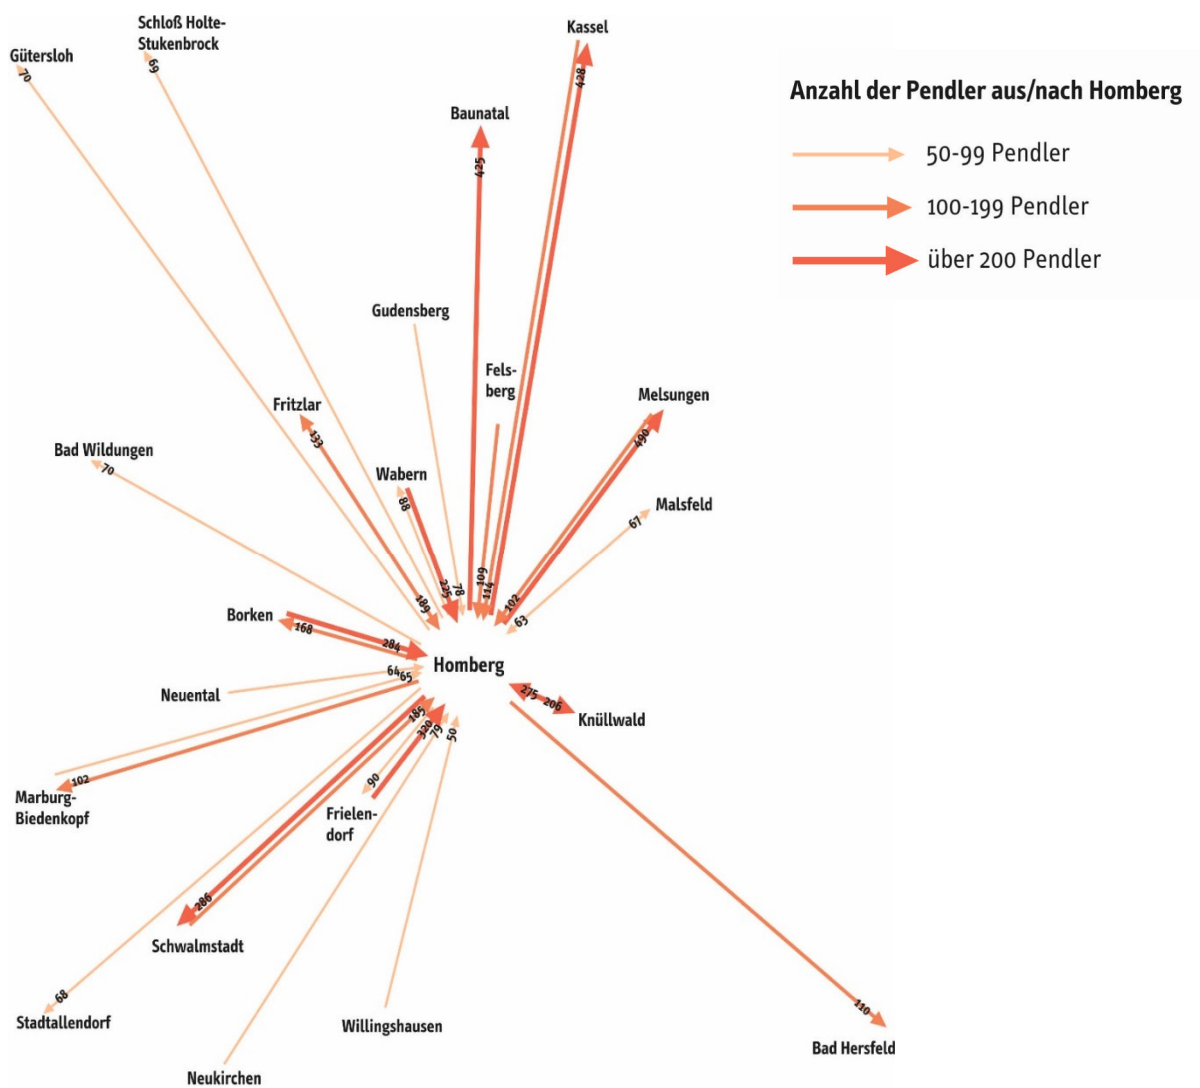 Schloß Holte-
Stukenbrock
Kassel
Gütersloh
70
69
428
Anzahl der Pendler aus/nach Homberg
Baunatal
425
50-99 Pendler
100-199 Pendler
über 200 Pendler
Gudensberg
Fels-
berg
Melsungen
Fritzlar
133
490
Bad Wildungen
70
Wabern
88
Malsfeld
67
189
225
78
109
114
102
63
Borken
168
284
Homberg
64
65
Neuental
275
206
Knüllwald
102
Marburg-
Biedenkopf
185
320
79
50
90
Frielen-
dorf
286
Schwalmstadt
68
Stadtallendorf
Willingshausen
110
Bad Hersfeld
Neukirchen